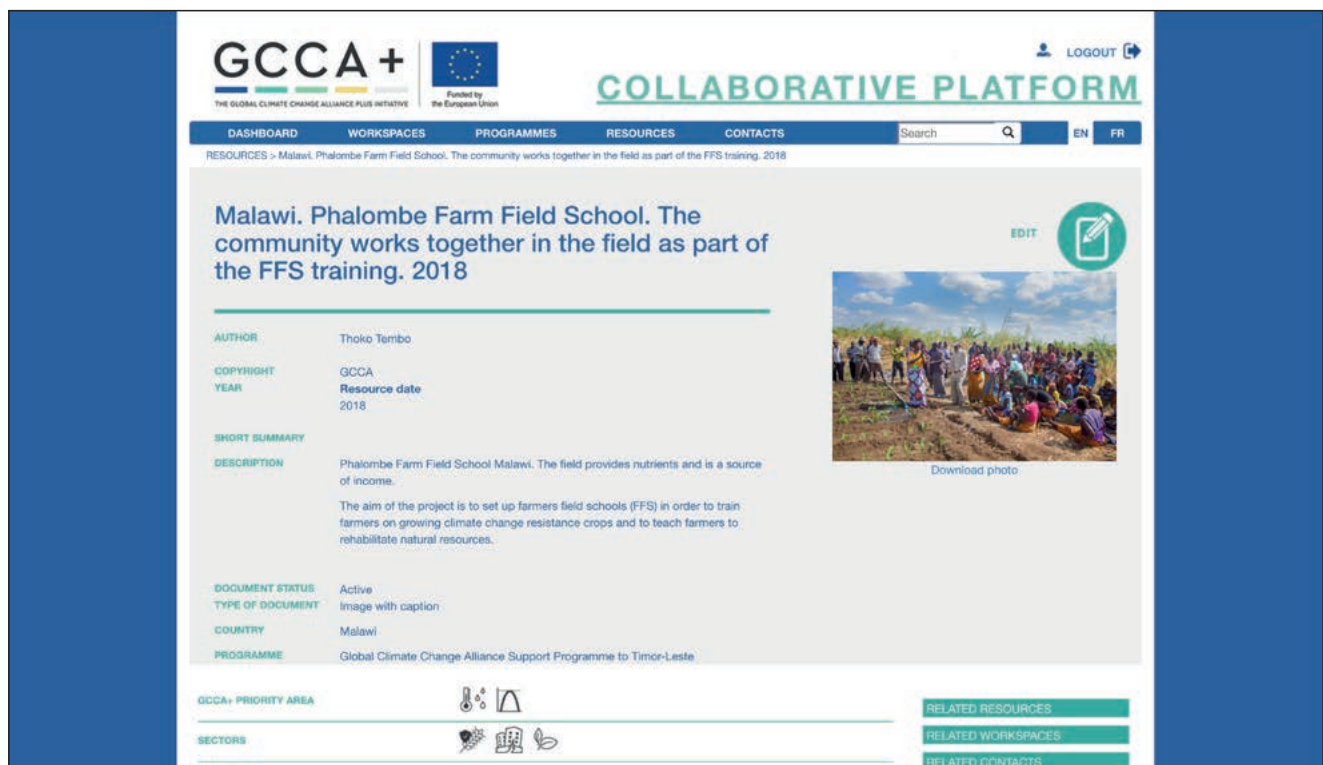 GCCA+
THE GLOBAL CLIMATE CHANGE ALLIANCE PLUS INITIATIVE
Funded by
the European Union
LOGOUT
COLLABORATIVE PLATFORM
DASHBOARD WORKSPACES PROGRAMMES RESOURCES CONTACTS Search EN FR
RESOURCES > Malawi. Phalombe Farm Field School. The community works together in the field as part of the FFS training. 2018
Malawi. Phalombe Farm Field School. The
community works together in the field as part of
the FFS training. 2018
EDIT
AUTHOR Thoko Tembo
COPYRIGHT GCCA
YEAR Resource date
2018
SHORT SUMMARY
DESCRIPTION Phalombe Farm Field School Malawi. The field provides nutrients and is a source
of income.
The aim of the project is to set up farmers field schools (FFS) in order to train
farmers on growing climate change resistance crops and to teach farmers to
rehabilitate natural resources.
Download photo
DOCUMENT STATUS Active
TYPE OF DOCUMENT Image with caption
COUNTRY Malawi
PROGRAMME Global Climate Change Alliance Support Programme to Timor-Leste
GCCA+ PRIORITY AREA
RELATED RESOURCES
SECTORS
RELATED WORKSPACES
RELATED CONTACTS